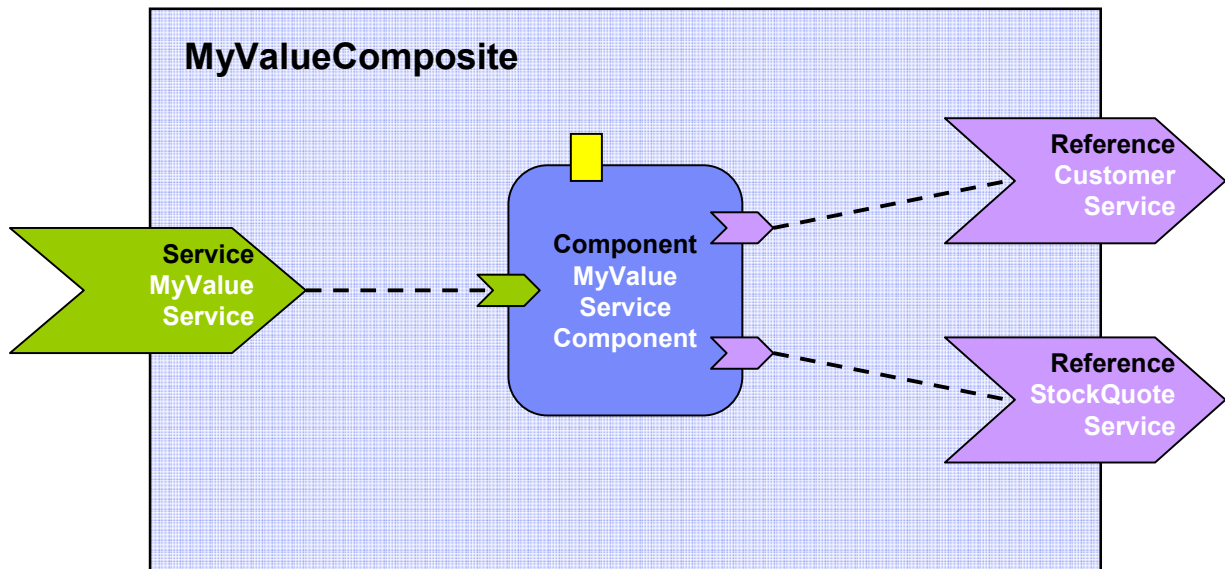 MyValueComposite
Service
MyValue
Service
Component
MyValue
Service
Component
Reference
Customer
Service
Reference
StockQuote
Service